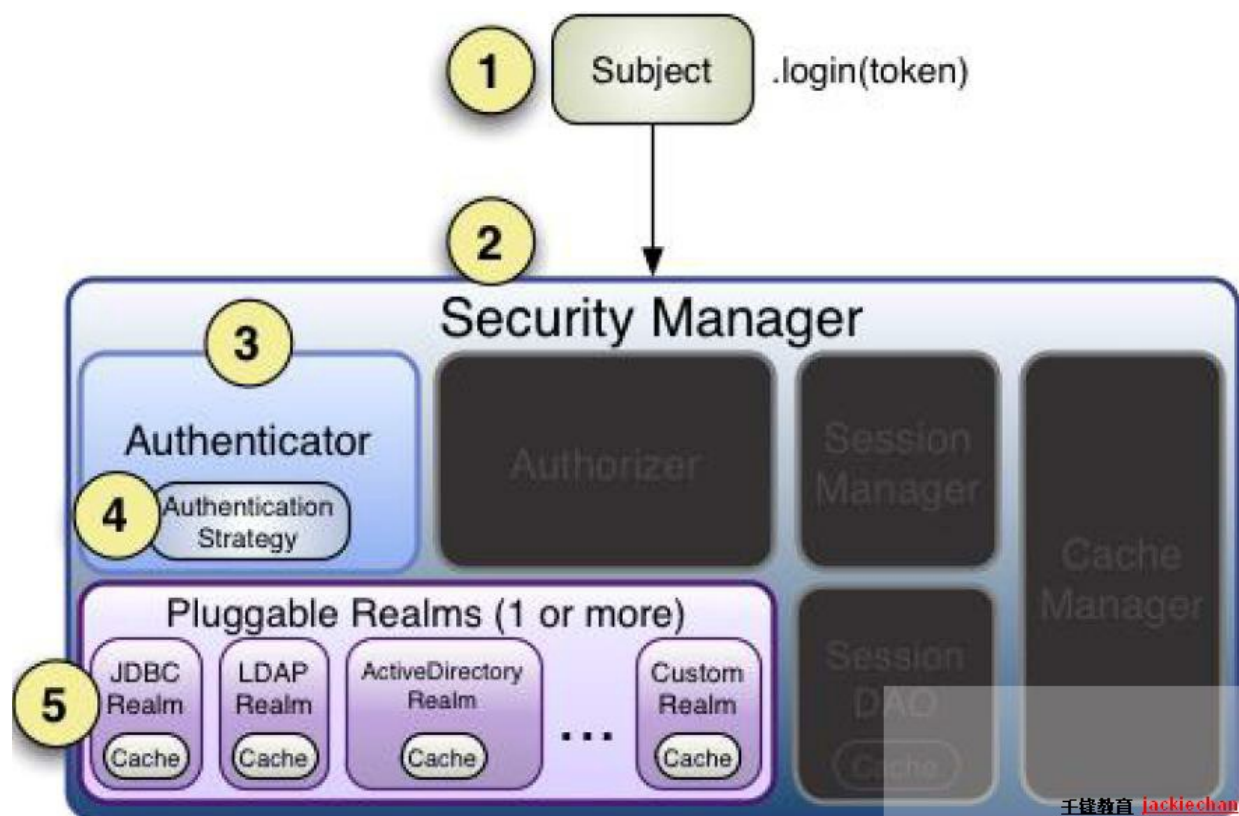 1
Subject
.login(token)
2
Security Manager
3
Authenticator
4
Authentication
Strategy
Authorizer
Session
Manager
Cache
Manager
Pluggable Realms (1 or more)
5
JDBC
Realm
Cache
LDAP
Realm
Cache
ActiveDirectory
Realm
Cache
...
Custom
Realm
Cache
Session
DAO
Cache
千锋教育 jackiechan